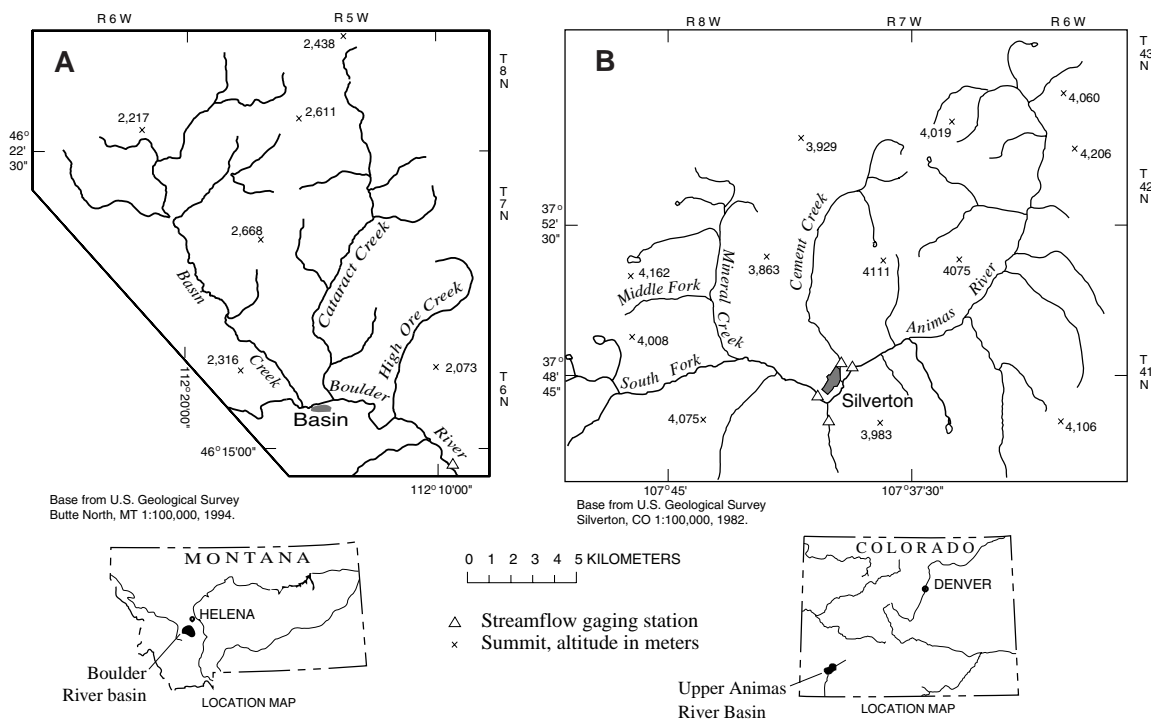 R 6 W
R 5 W
A
2,438
T
8
N
2,217
2,611
46°
22'
30"
T
7
N
2,668
Basin
Creek
Cataract Creek
High Ore Creek
2,316
2,073
Boulder
River
T
6
N
Basin
112°20'00"
46°15'00"
112°10'00"
Base from U.S. Geological Survey
Butte North, MT 1:100,000, 1994.
R 8 W
R 7 W
R 6 W
B
T
43
N
4,060
4,019
3,929
4,206
T
42
N
37°
52'
30"
Cement Creek
Mineral Creek
4,162
3,863
4111
4075
Middle Fork
Animas
River
4,008
South Fork
37°
48'
45"
T
41
N
Silverton
4,075
3,983
4,106
107°45'
107°37'30"
Base from U.S. Geological Survey
Silverton, CO 1:100,000, 1982.
MONTANA
HELENA
Boulder
River basin
LOCATION MAP
0 1 2 3 4 5 KILOMETERS
Streamflow gaging station
Summit, altitude in meters
COLORADO
DENVER
Upper Animas
River Basin
LOCATION MAP